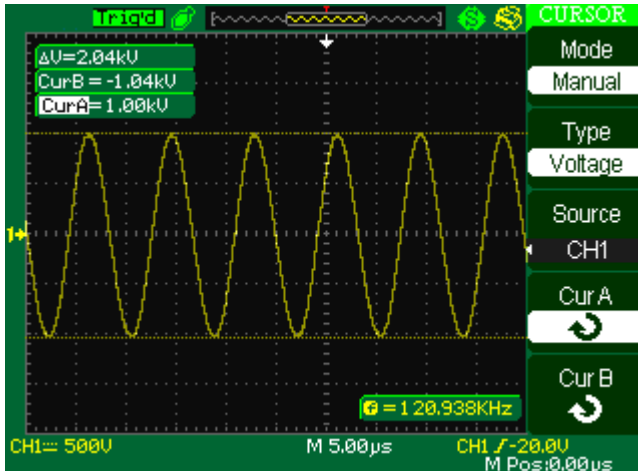 Trig'd S CURSOR
ΔV=2.04kV
CurB=-1.04kV
CurA=1.00kV
Mode
Manual
Type
Voltage
Source
CH1
Cur A
Cur B
1
f=120.938KHz
CH1 500V M 5.00µs CH1 -20.0V
M Pos:0.00µs